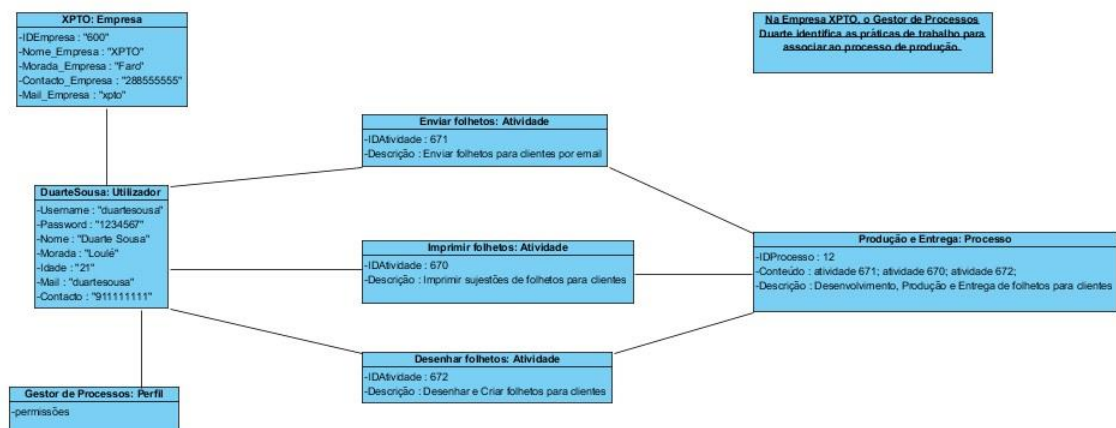 XPTO: Empresa
-IDEmpresa : "600"
-Nome_Empresa : "XPTO"
-Morada_Empresa : "Faro"
-Contacto_Empresa : "288555555"
-Mail_Empresa : "xpto"
Na Empresa XPTO, o Gestor de Processos
Duarte identifica as práticas de trabalho para
associar ao processo de produção.
Enviar folhetos: Atividade
-IDAtividade : 671
-Descrição : Enviar folhetos para clientes por email
DuarteSousa: Utilizador
-Username : "duartesousa"
-Password : "1234567"
-Nome : "Duarte Sousa"
-Morada : "Loulé"
-Idade : "21"
-Mail : "duartesousa"
-Contacto : "911111111"
Imprimir folhetos: Atividade
-IDAtividade : 670
-Descrição : Imprimir sujestões de folhetos para clientes
Produção e Entrega: Processo
-IDProcesso : 12
-Conteúdo : atividade 671; atividade 670; atividade 672;
-Descrição : Desenvolvimento, Produção e Entrega de folhetos para clientes
Desenhar folhetos: Atividade
-IDAtividade : 672
-Descrição : Desenhar e Criar folhetos para clientes
Gestor de Processos: Perfil
-permissões